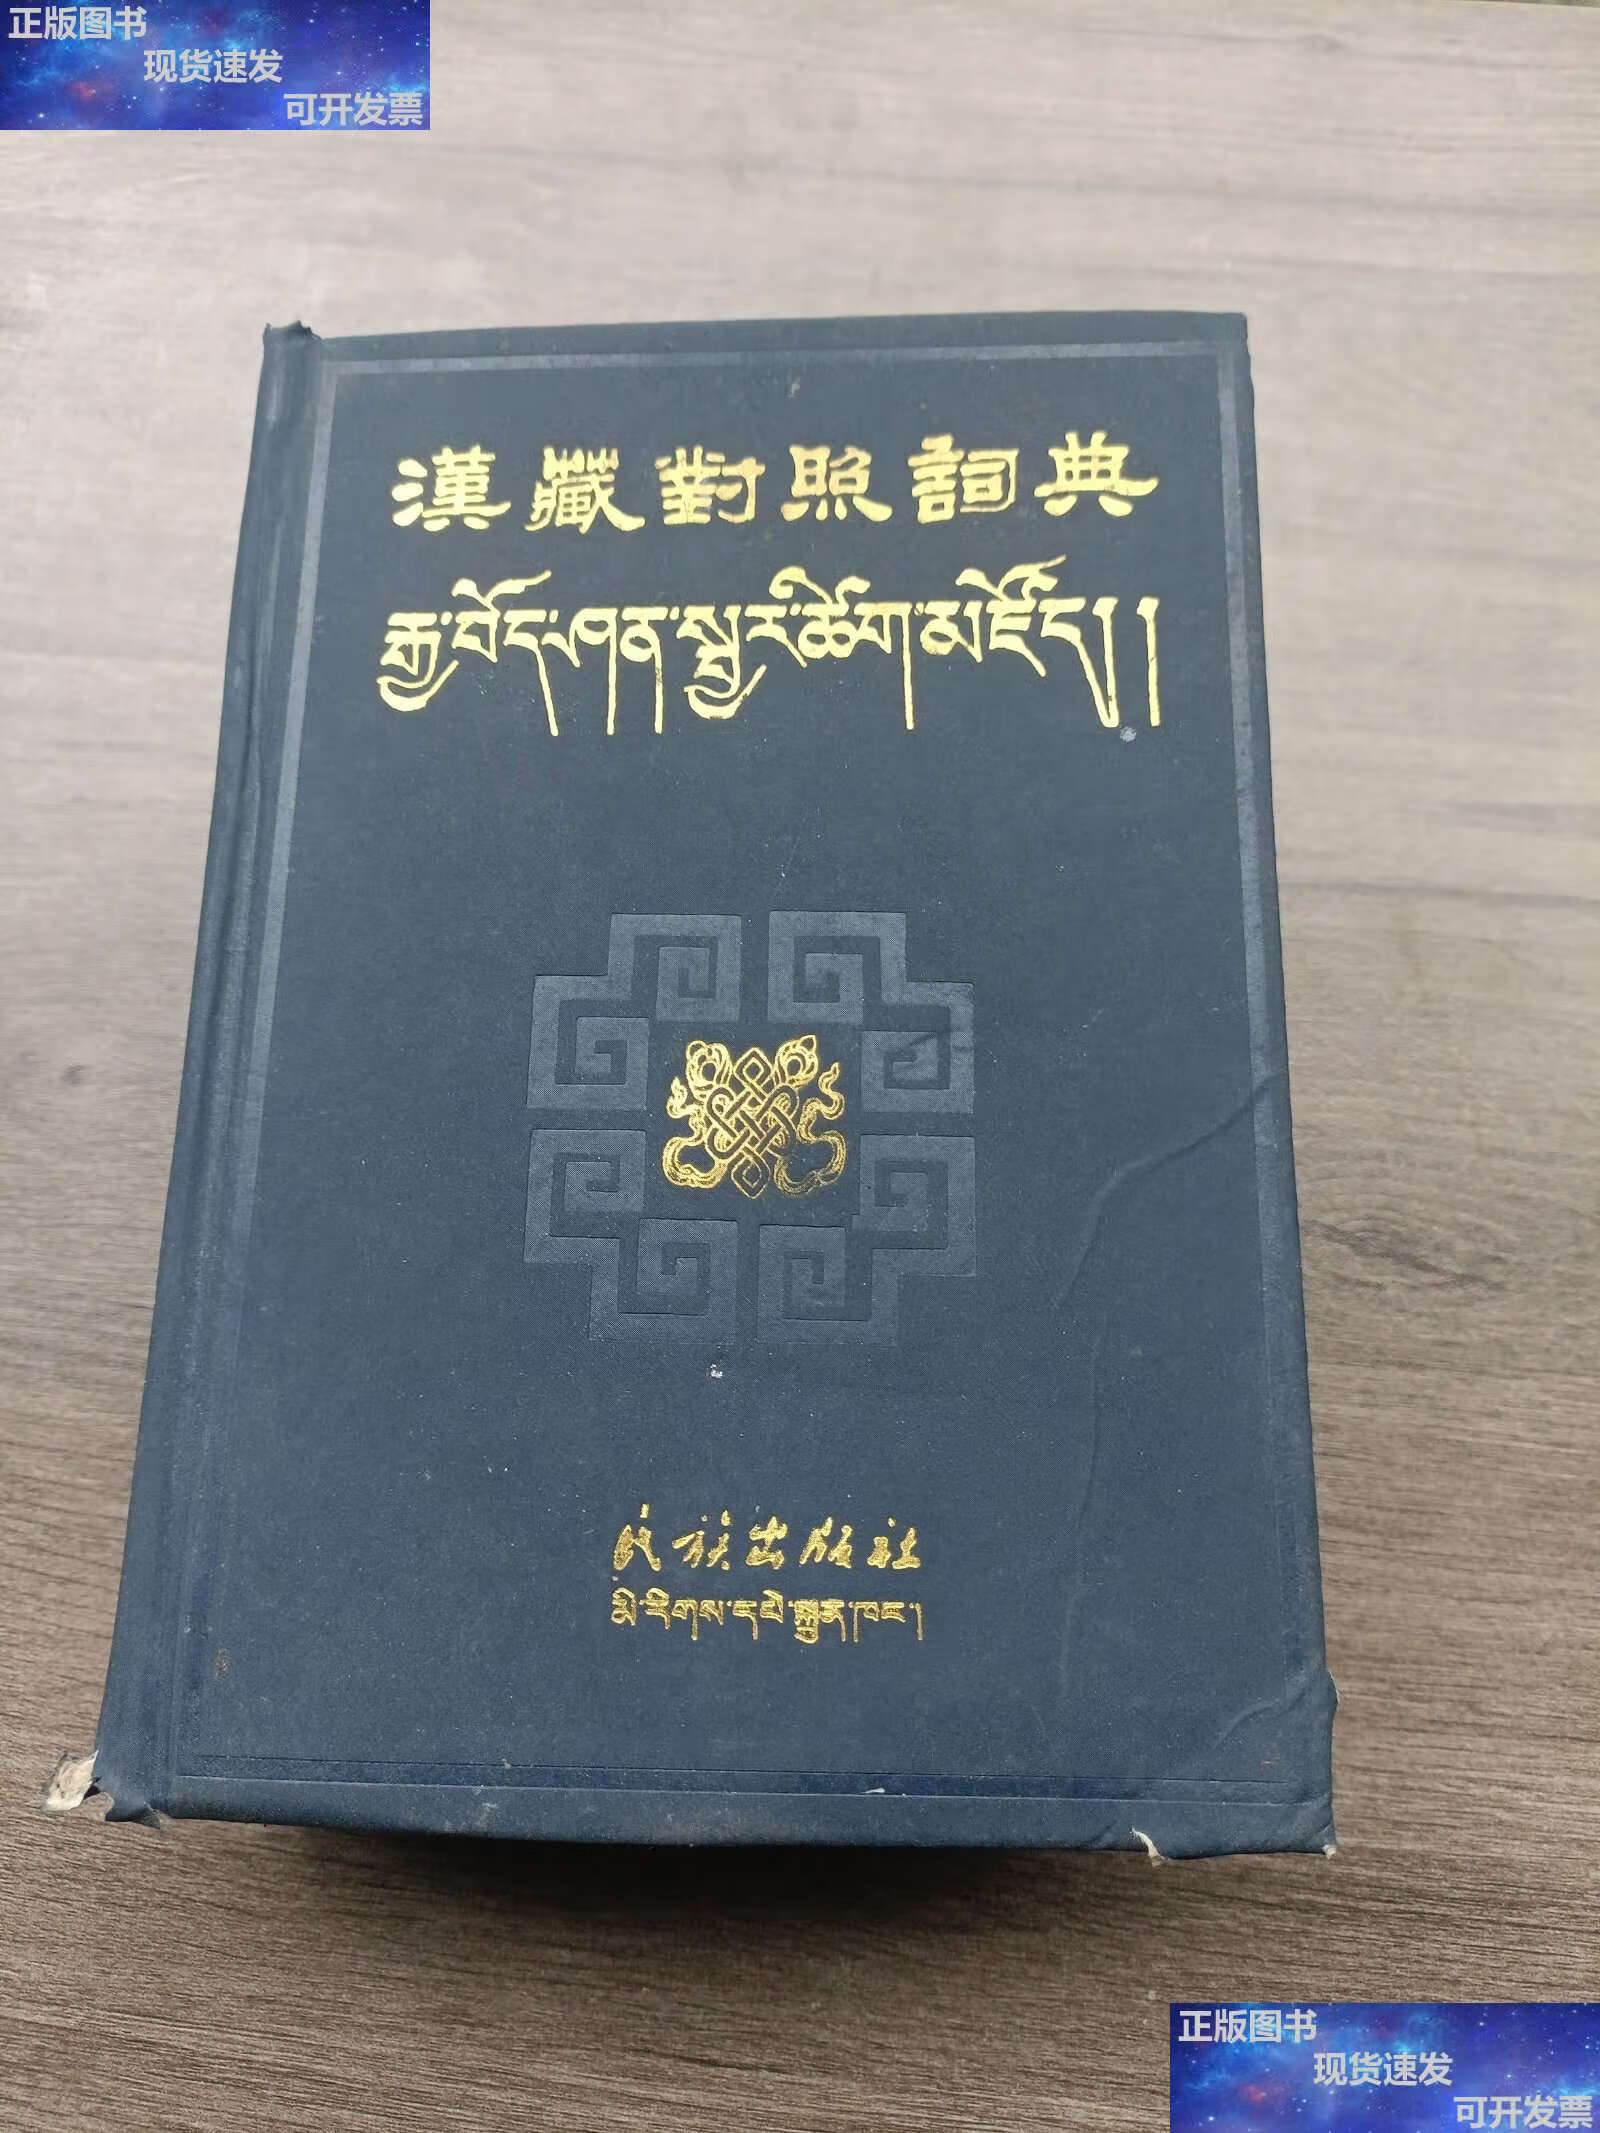 正版图书
现货速发
可开发票
漢藏對照詞典
རྒྱ་བོད་ཤན་སྦྱར་ཚིག་མཛོད། །
民族出版社
མི་རིགས་དཔེ་སྐྲུན་ཁང་།
正版图书
现货速发
可开发票